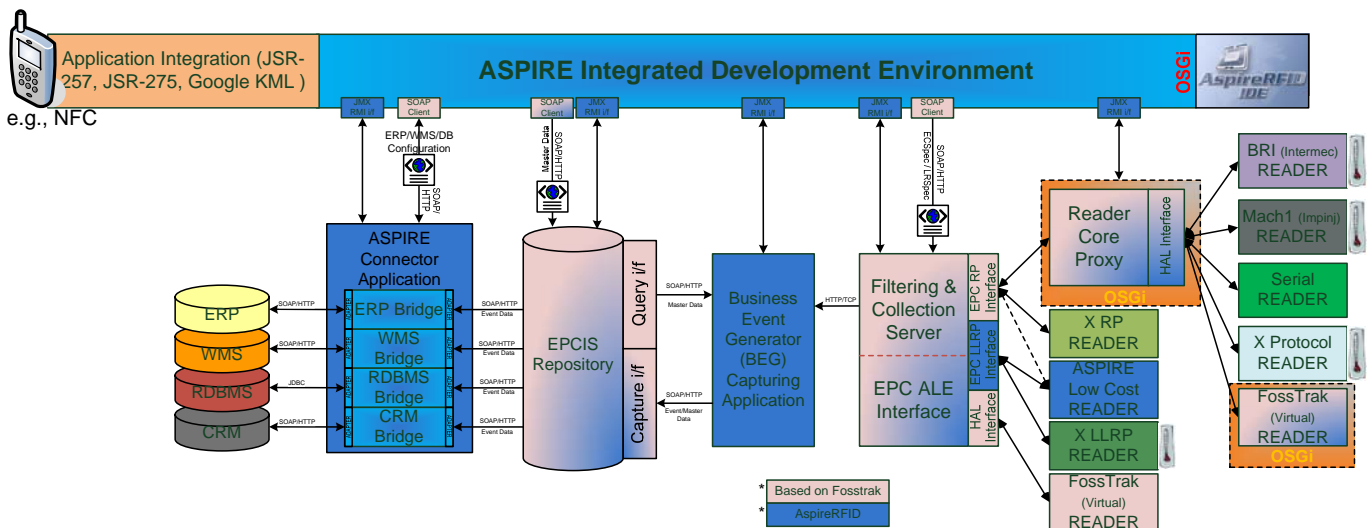 Application Integration (JSR-
257, JSR-275, Google KML )
e.g., NFC
ASPIRE Integrated Development Environment
OSGi
AspireRFID
IDE
JMX
RMI i/f
SOAP
Client
SOAP
Client
JMX
RMI i/f
JMX
RMI i/f
JMX
RMI i/f
SOAP
Client
JMX
RMI i/f
ERP/WMS/DB
Configuration
SOAP/
HTTP
Master Data
SOAP/HTTP
ECSpec / LRSpec
SOAP/HTTP
ERP
WMS
RDBMS
CRM
SOAP/HTTP
SOAP/HTTP
JDBC
SOAP/HTTP
ASPIRE
Connector
Application
ADAPTER
ERP Bridge
ADAPTER
ADAPTER
WMS
Bridge
ADAPTER
ADAPTER
RDBMS
Bridge
ADAPTER
ADAPTER
CRM
Bridge
ADAPTER
SOAP/HTTP
Event Data
SOAP/HTTP
Event Data
SOAP/HTTP
Event Data
SOAP/HTTP
Event Data
EPCIS
Repository
Query i/f
Capture i/f
SOAP/HTTP
Master Data
SOAP/HTTP
Event/Master
Data
Business
Event
Generator
(BEG)
Capturing
Application
HTTP/TCP
Filtering &
Collection
Server
EPC ALE
Interface
EPC RP
Interface
EPC LLRP
Interface
HAL
Interface
Reader
Core
Proxy
HAL Interface
OSGi
X RP
READER
ASPIRE
Low Cost
READER
X LLRP
READER
FossTrak
(Virtual)
READER
BRI (Intermec)
READER
Mach1 (Impinj)
READER
Serial
READER
X Protocol
READER
FossTrak
(Virtual)
READER
OSGi
* Based on Fosstrak
* AspireRFID